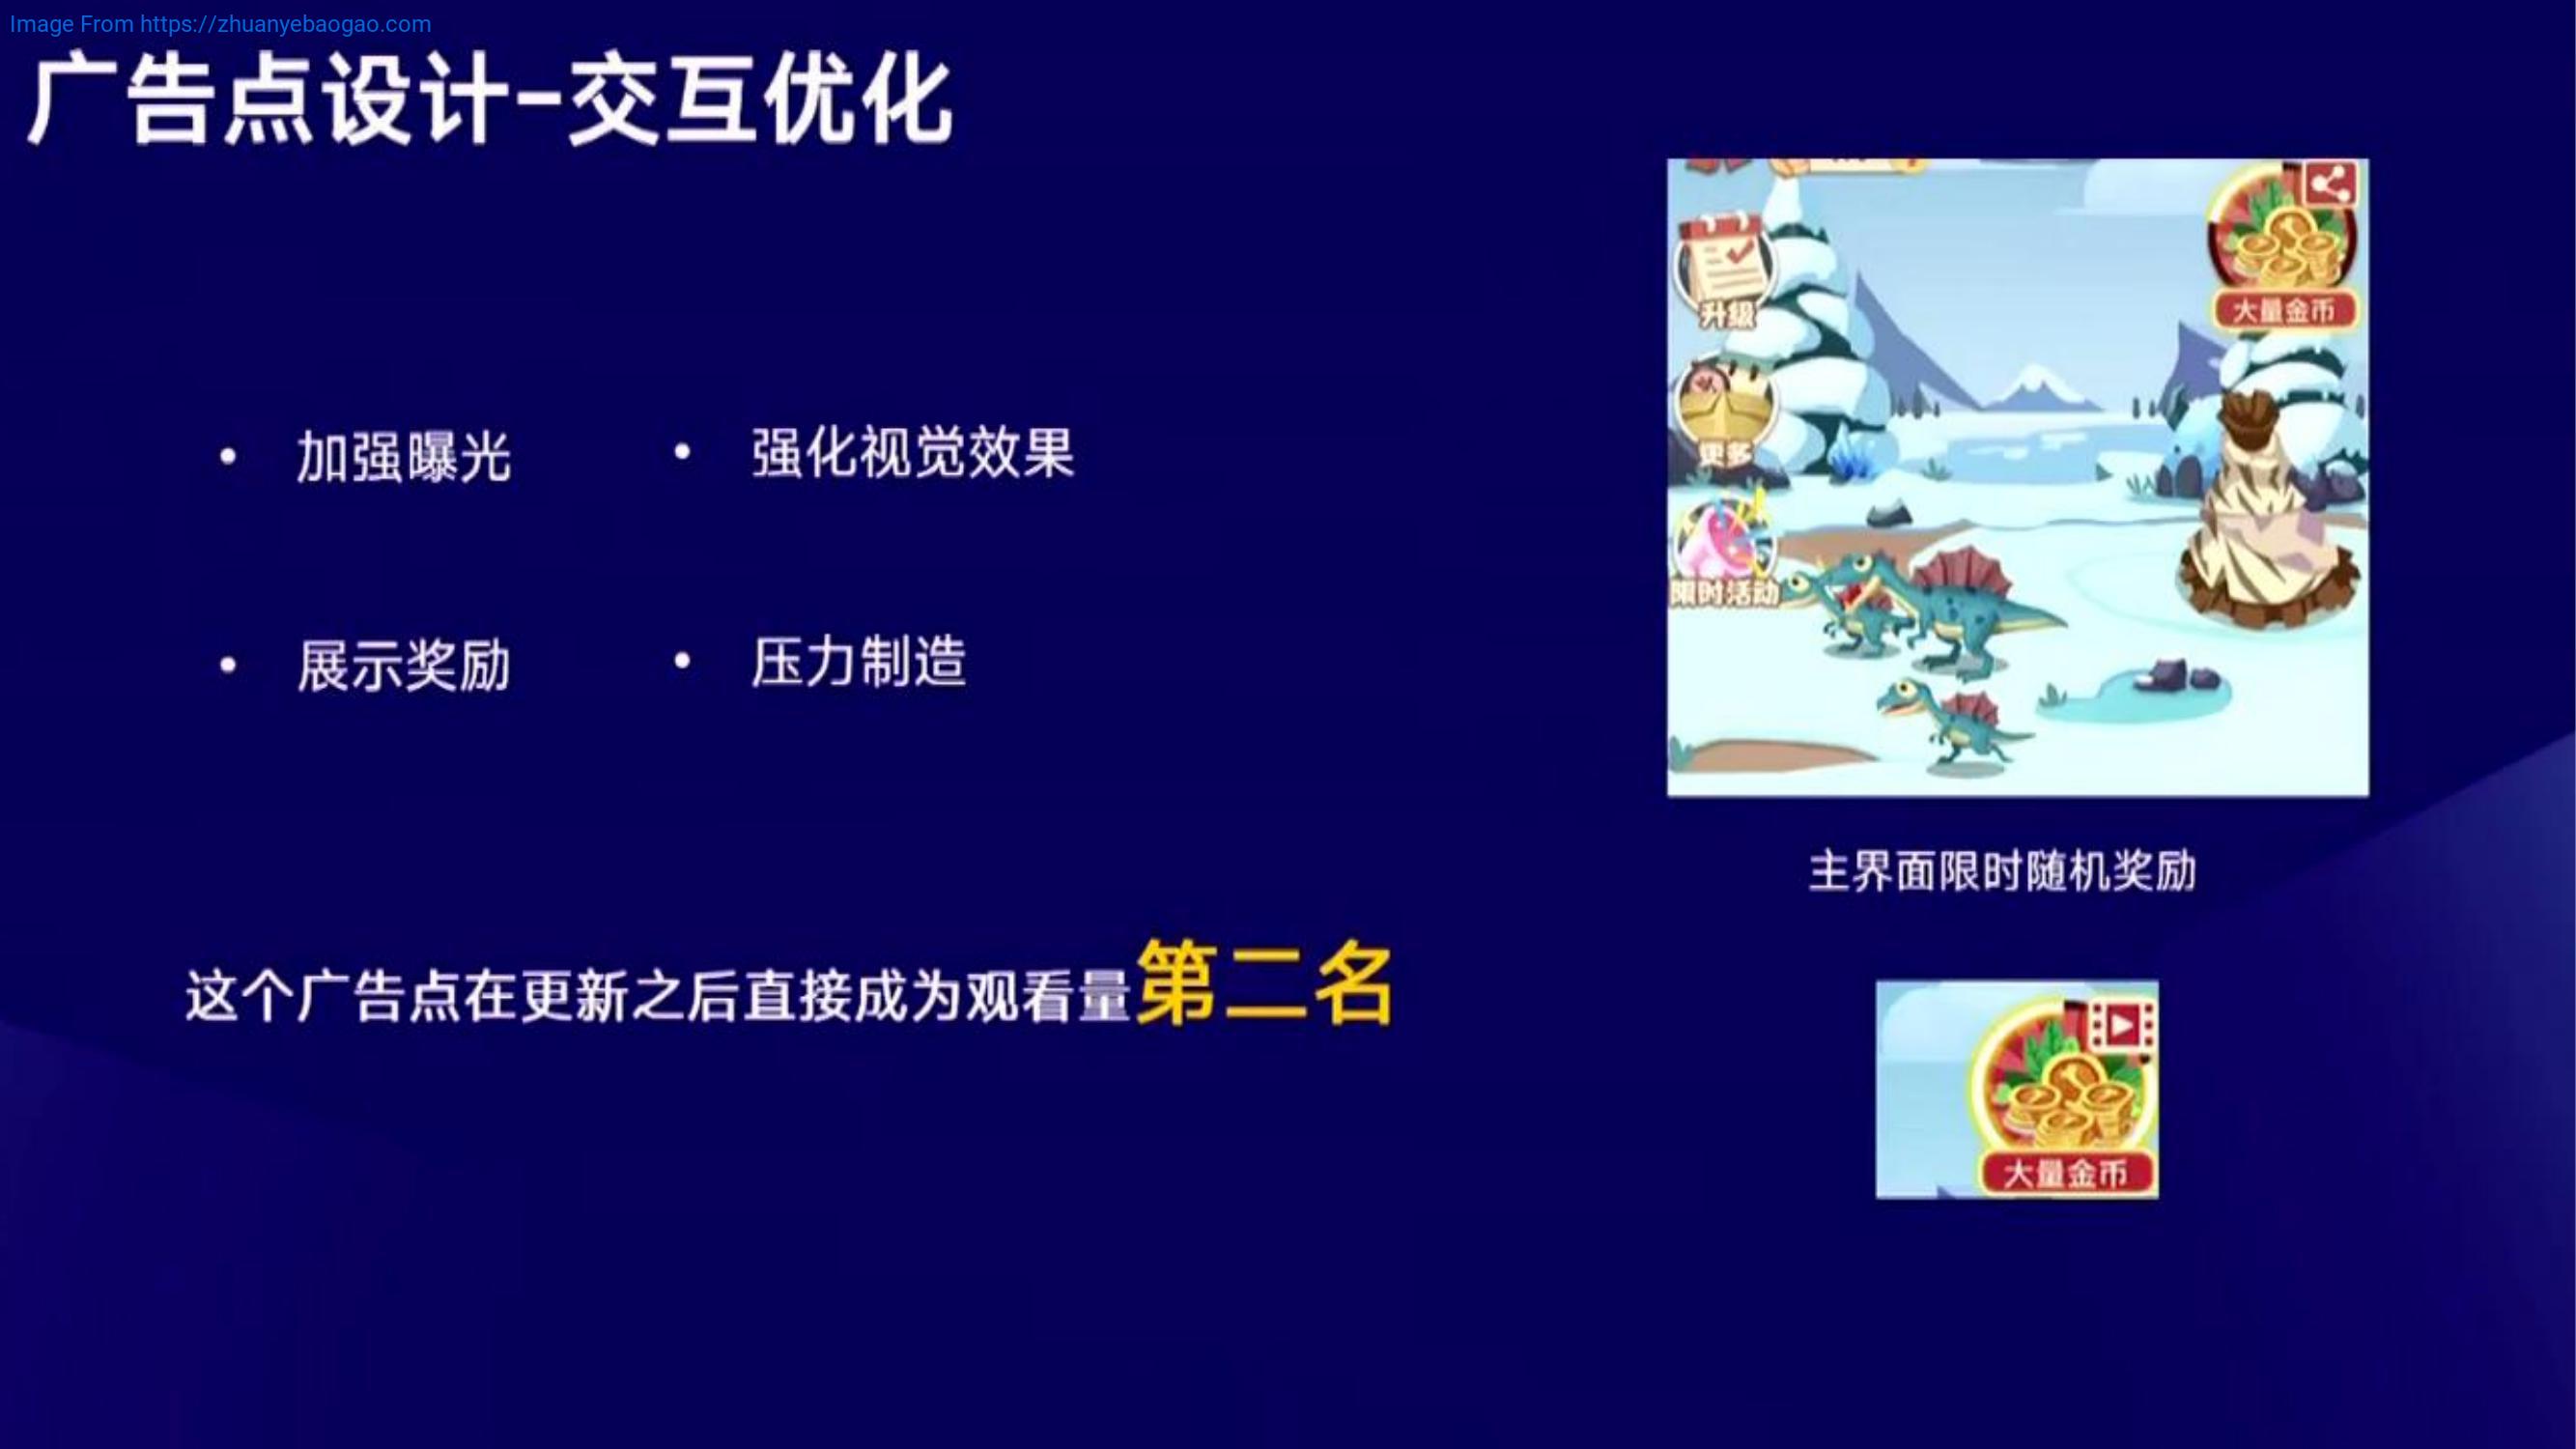 Image From https://zhuanyebaogao.com
广告点设计-交互优化
• 加强曝光
• 强化视觉效果
• 展示奖励
• 压力制造
这个广告点在更新之后直接成为观看量第二名
大量金币
升级
更多
限时活动
主界面限时随机奖励
大量金币